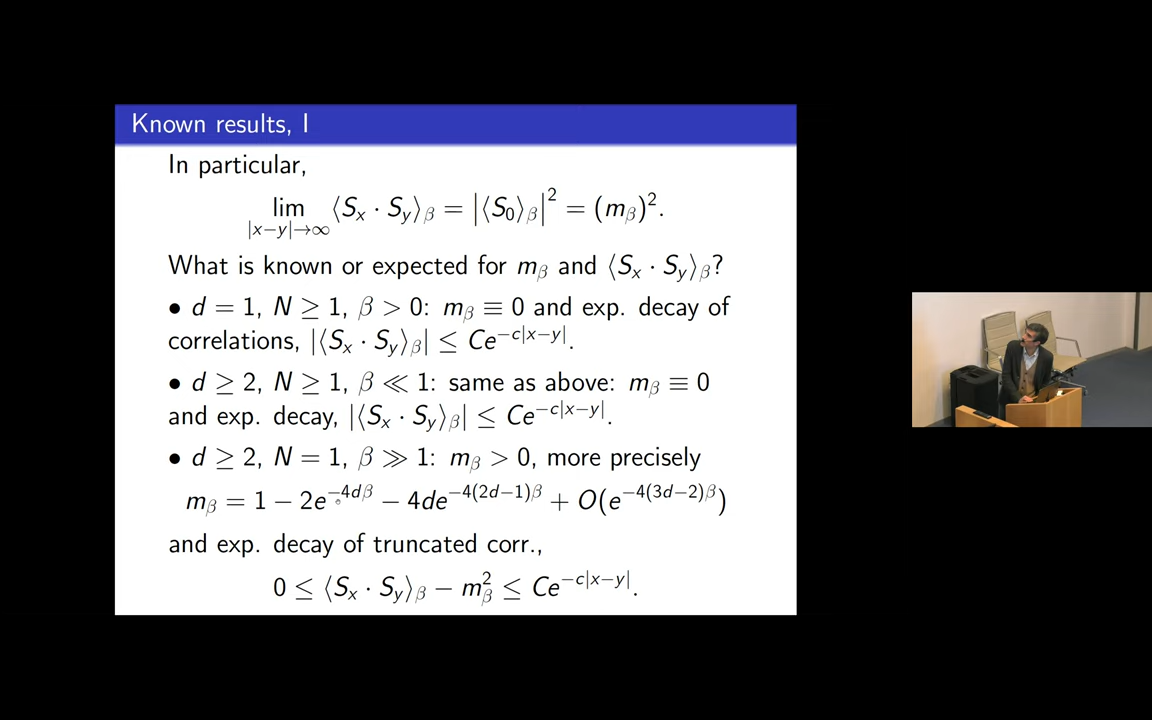 Known results, I
In particular,
lim_{|x−y|→∞} ⟨S_x · S_y⟩_β = |⟨S_0⟩_β|^2 = (m_β)^2.
What is known or expected for m_β and ⟨S_x · S_y⟩_β?
• d = 1, N ≥ 1, β > 0: m_β ≡ 0 and exp. decay of
correlations, |⟨S_x · S_y⟩_β| ≤ Ce^{−c|x−y|}.
• d ≥ 2, N ≥ 1, β ≪ 1: same as above: m_β ≡ 0
and exp. decay, |⟨S_x · S_y⟩_β| ≤ Ce^{−c|x−y|}.
• d ≥ 2, N = 1, β ≫ 1: m_β > 0, more precisely
m_β = 1 − 2e^{−4dβ} − 4de^{−4(2d−1)β} + O(e^{−4(3d−2)β})
and exp. decay of truncated corr.,
0 ≤ ⟨S_x · S_y⟩_β − m_β^2 ≤ Ce^{−c|x−y|}.